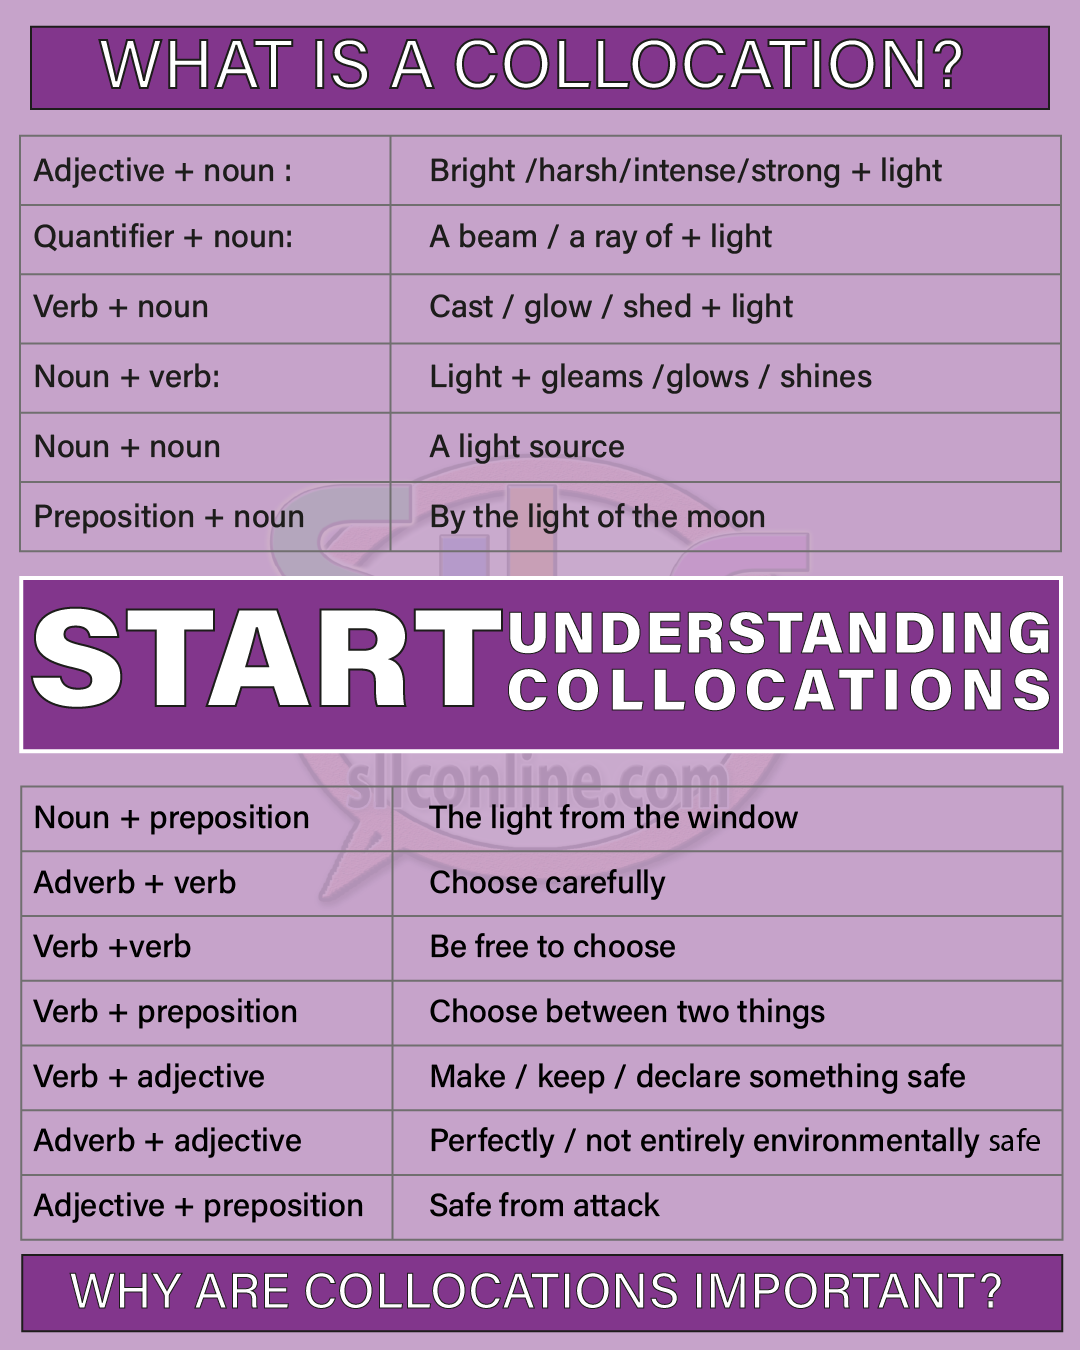 WHAT IS A COLLOCATION?
Adjective + noun : Bright /harsh/intense/strong + light
Quantifier + noun: A beam / a ray of + light
Verb + noun Cast / glow / shed + light
Noun + verb: Light + gleams /glows / shines
Noun + noun A light source
Preposition + noun By the light of the moon
START UNDERSTANDING
COLLOCATIONS
sllconline.com
Noun + preposition The light from the window
Adverb + verb Choose carefully
Verb +verb Be free to choose
Verb + preposition Choose between two things
Verb + adjective Make / keep / declare something safe
Adverb + adjective Perfectly / not entirely environmentally safe
Adjective + preposition Safe from attack
WHY ARE COLLOCATIONS IMPORTANT?